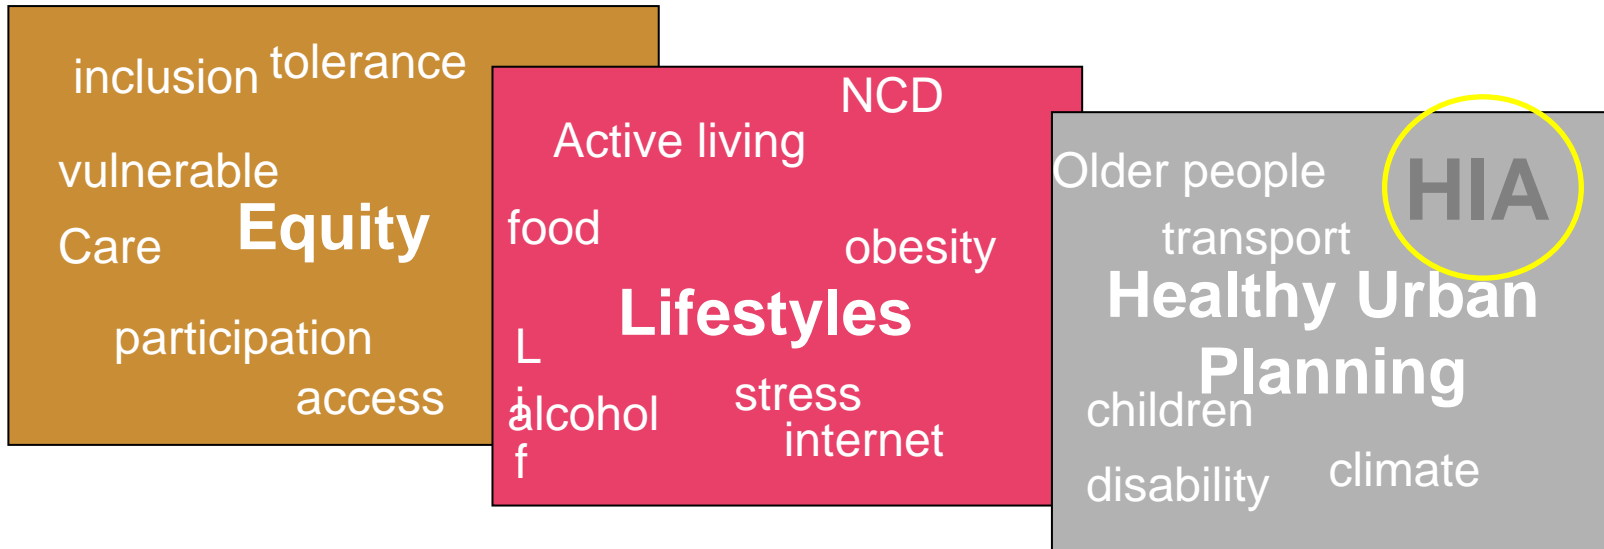 inclusion
tolerance
vulnerable
Care
Equity
participation
access
NCD
Active living
food
obesity
Lifestyles
L
i
f
alcohol
stress
internet
Older people
HIA
transport
Healthy Urban
Planning
children
disability
climate